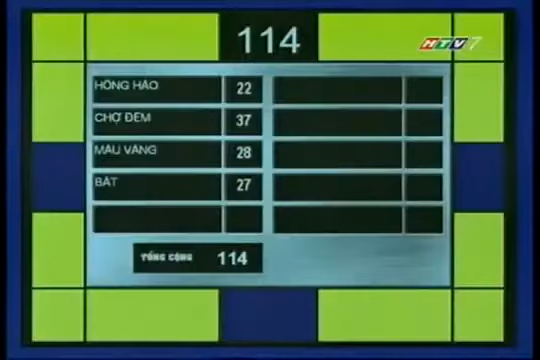 114
HTV7
HỒNG HÀO 22
CHỢ ĐÊM 37
MÀU VÀNG 28
BÁT 27
TỔNG CỘNG 114